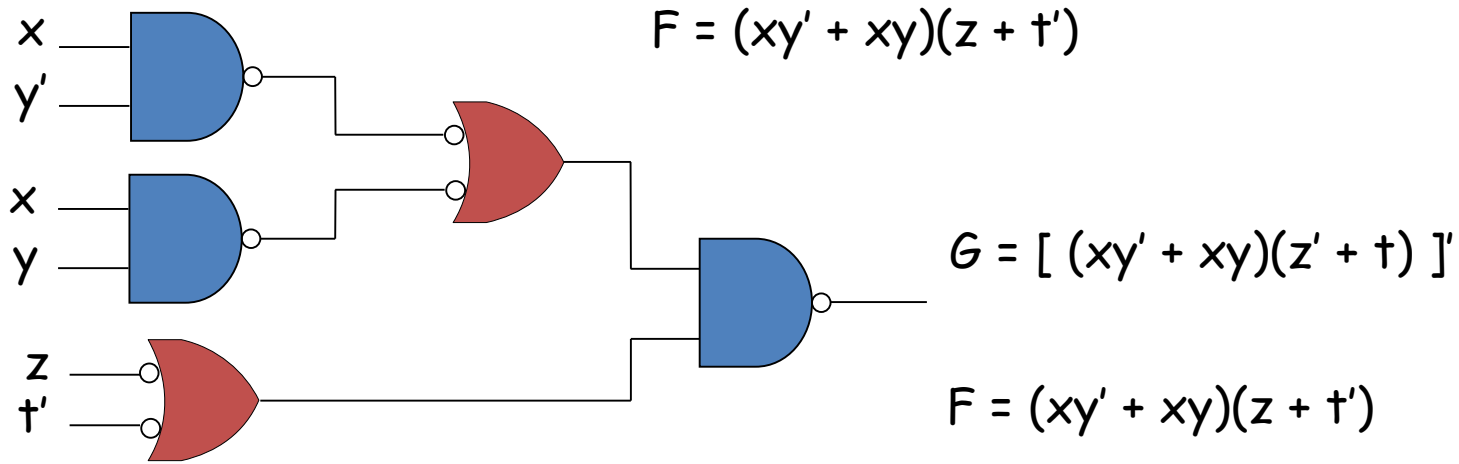 F = (xy' + xy)(z + t')
x
y'
x
y
G = [ (xy' + xy)(z' + t) ]'
z
t'
F = (xy' + xy)(z + t')